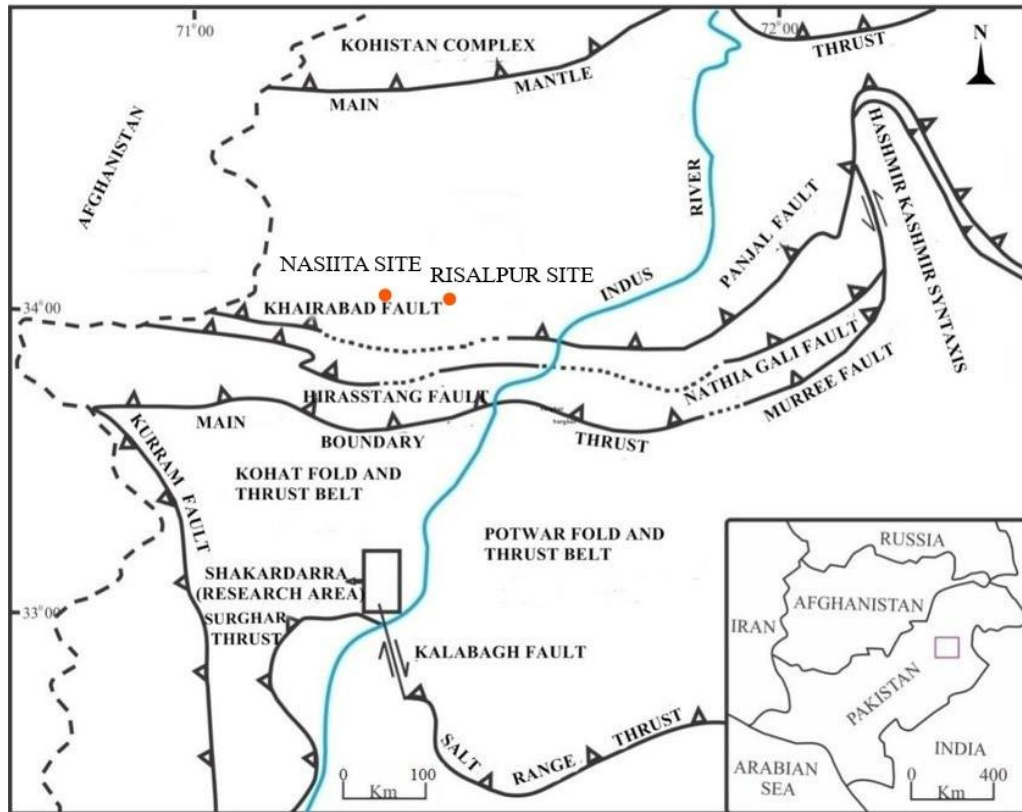 71°00
72°00
N
KOHISTAN COMPLEX
THRUST
MAIN
MANTLE
AFGHANISTAN
HASHMIR KASHMIR SYNTAXIS
RIVER
PANJAL FAULT
NASIITA SITE
RISALPUR SITE
INDUS
34°00
KHAIRABAD FAULT
NATHIA GALI FAULT
HIRASSTANG FAULT
MURREE FAULT
MAIN
BOUNDARY
THRUST
KURRAM FAULT
KOHAT FOLD AND
THRUST BELT
POTWAR FOLD AND
THRUST BELT
SHAKARDARRA
(RESEARCH AREA)
33°00
SURGHAR
THRUST
KALABAGH FAULT
SALT
RANGE
THRUST
0 100
Km
RUSSIA
AFGHANISTAN
IRAN
PAKISTAN
INDIA
ARABIAN
SEA
0 400
Km